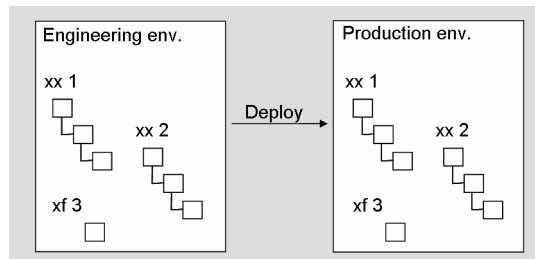 Engineering env.
xx 1
xx 2
xf 3
Deploy
Production env.
xx 1
xx 2
xf 3